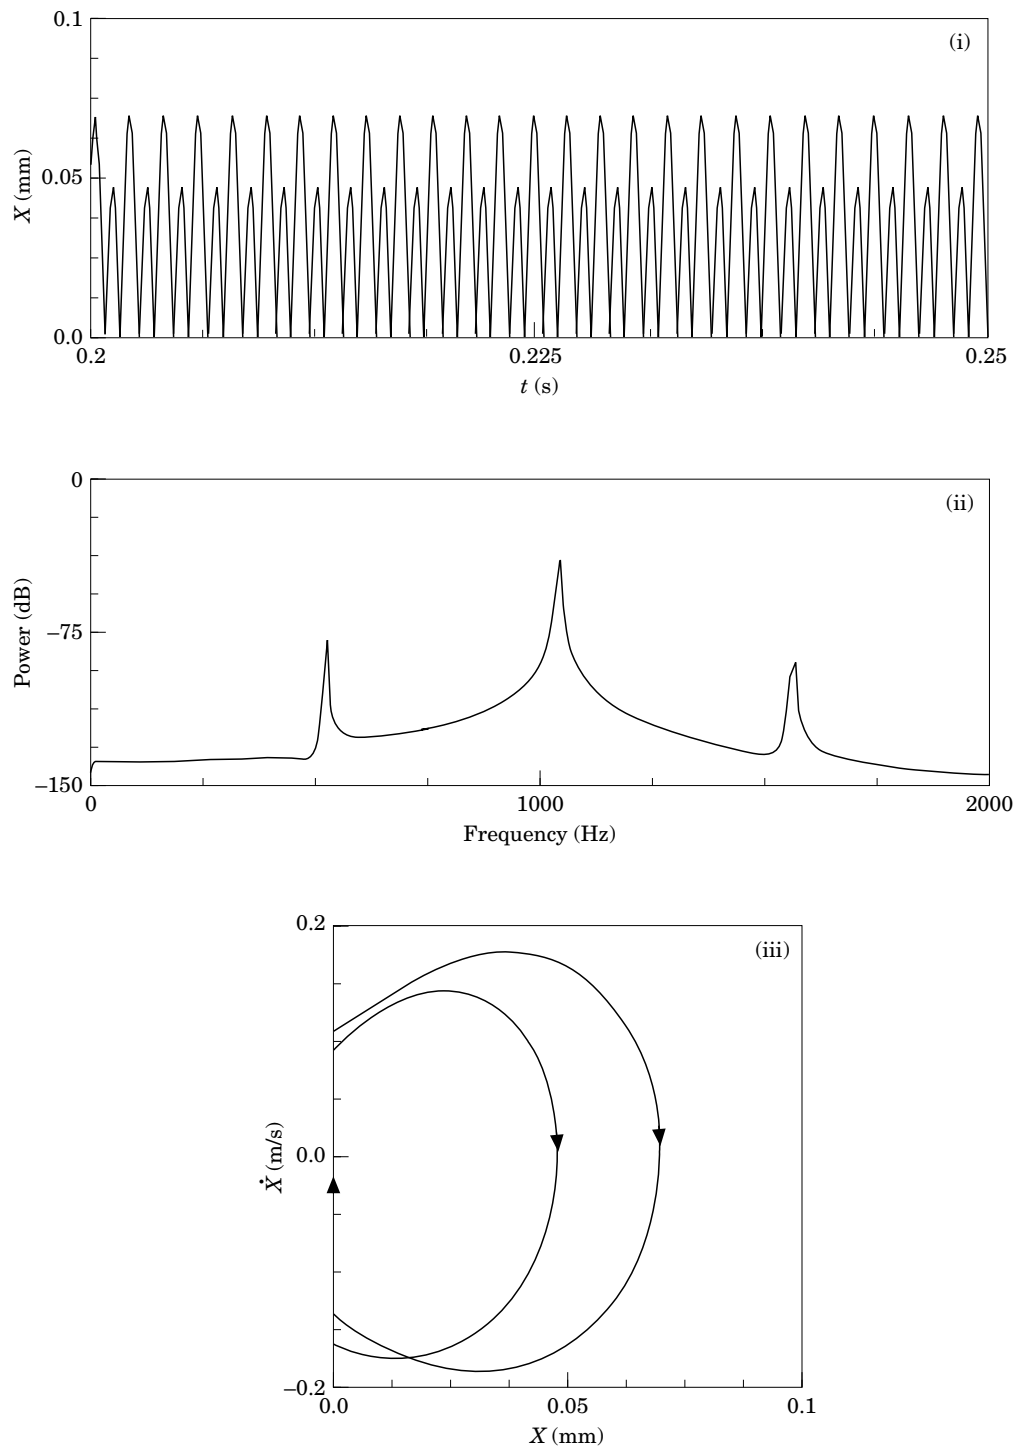 0.1
(i)
X (mm)
0.05
0.0
0.2
0.225
0.25
t (s)
0
(ii)
Power (dB)
–75
–150
0
1000
2000
Frequency (Hz)
0.2
(iii)
Ẋ (m/s)
0.0
–0.2
0.0
0.05
0.1
X (mm)